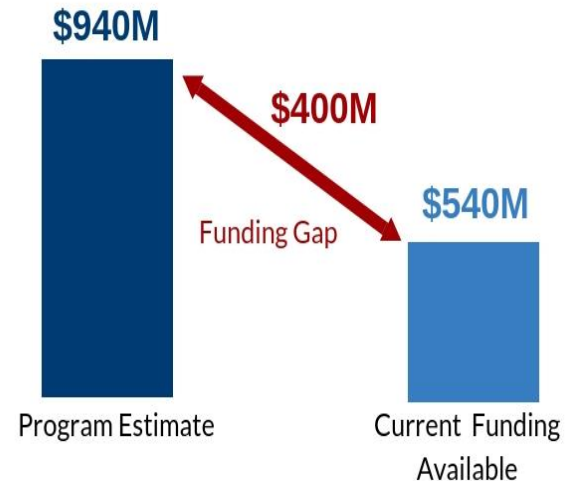 $940M
$400M
$540M
Funding Gap
Program Estimate
Current Funding
Available